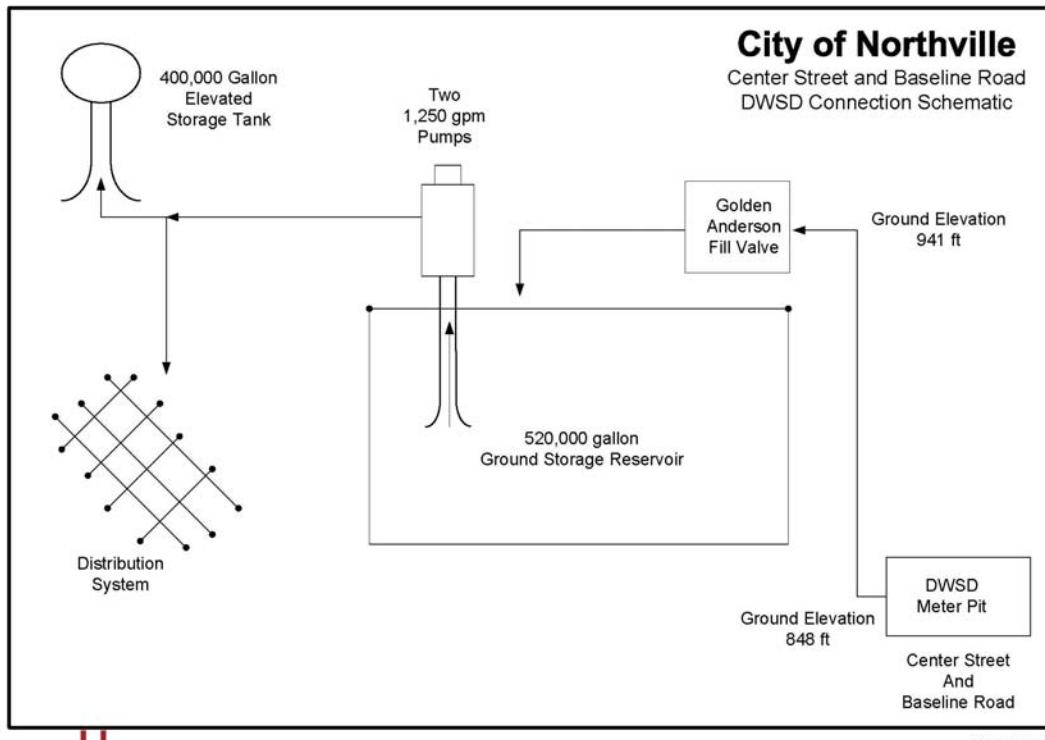 City of Northville
Center Street and Baseline Road
DWSD Connection Schematic
400,000 Gallon
Elevated
Storage Tank
Two
1,250 gpm
Pumps
Golden
Anderson
Fill Valve
Ground Elevation
941 ft
520,000 gallon
Ground Storage Reservoir
Distribution
System
DWSD
Meter Pit
Ground Elevation
848 ft
Center Street
And
Baseline Road